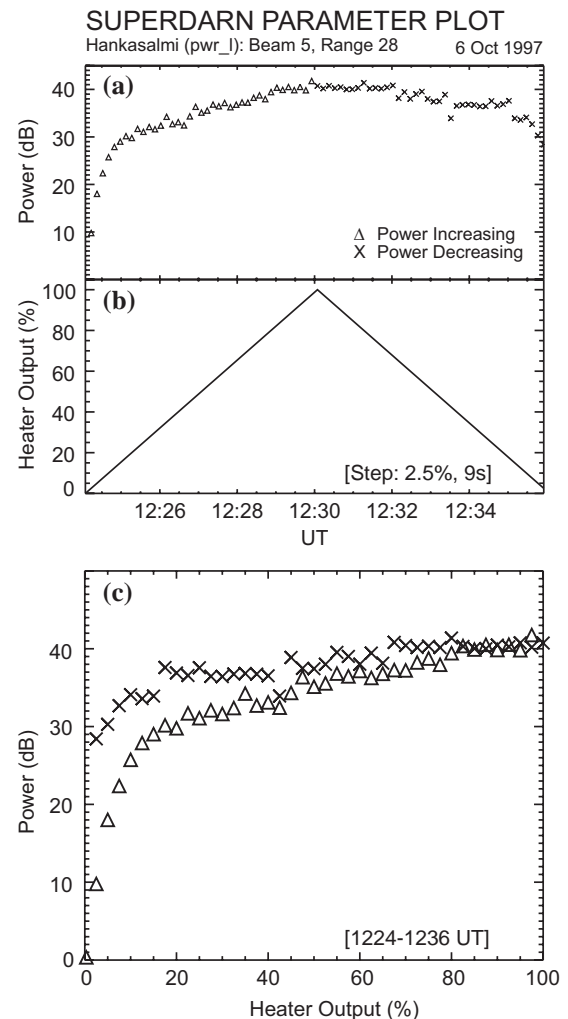 SUPERDARN PARAMETER PLOT
Hankasalmi (pwr_l): Beam 5, Range 28 6 Oct 1997
(a)
40
30
20
10
Power (dB)
Δ Power Increasing
X Power Decreasing
(b)
100
80
60
40
20
0
Heater Output (%)
[Step: 2.5%, 9s]
12:26 12:28 12:30 12:32 12:34
UT
(c)
40
30
20
10
0
Power (dB)
[1224-1236 UT]
0 20 40 60 80 100
Heater Output (%)